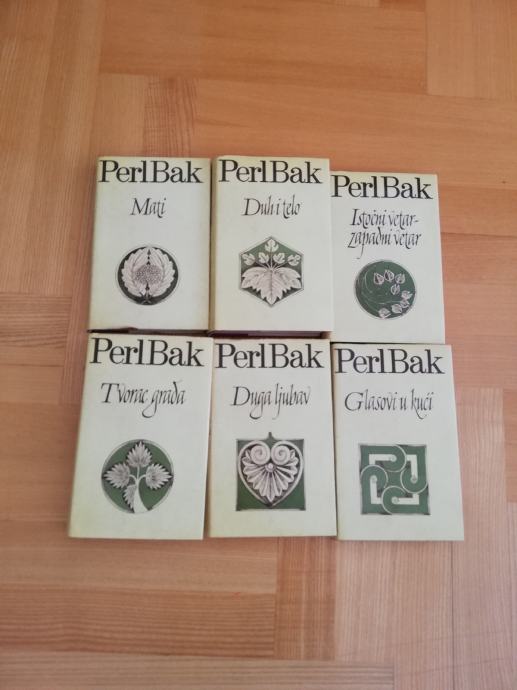 Perl Bak
Mati
Perl Bak
Duh i telo
Perl Bak
Istočni vetar-
zapadni vetar
Perl Bak
Tvorac građa
Perl Bak
Duga ljubav
Perl Bak
Glasovi u kući